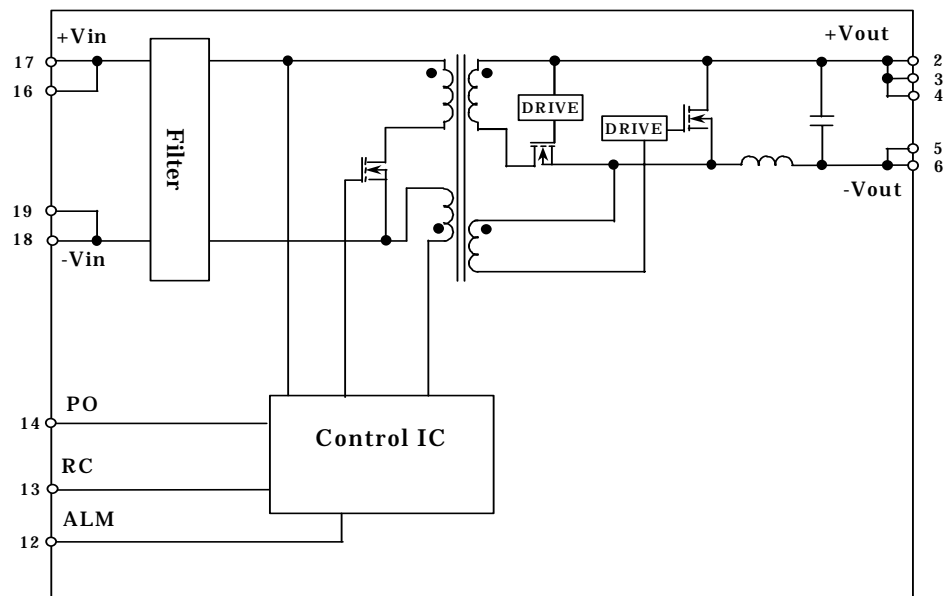 +Vin
+Vout
17
16
2
3
4
DRIVE
DRIVE
Filter
5
6
-Vout
19
18
-Vin
PO
14
Control IC
RC
13
ALM
12